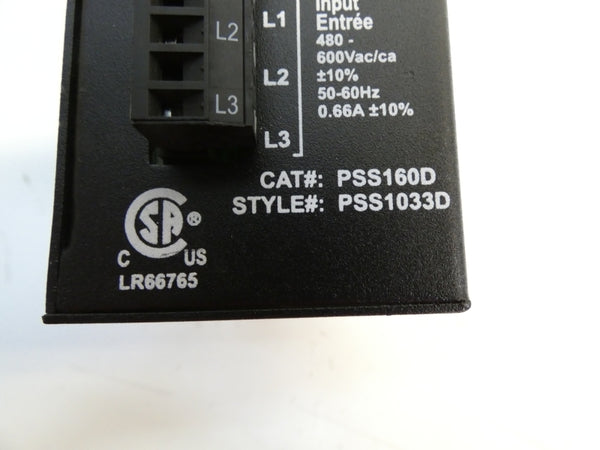 L2
L3
L1
L2
L3
Input
Entrée
480 -
600Vac/ca
±10%
50-60Hz
0.66A ±10%
CAT#: PSS160D
STYLE#: PSS1033D
SA ®
C US
LR66765